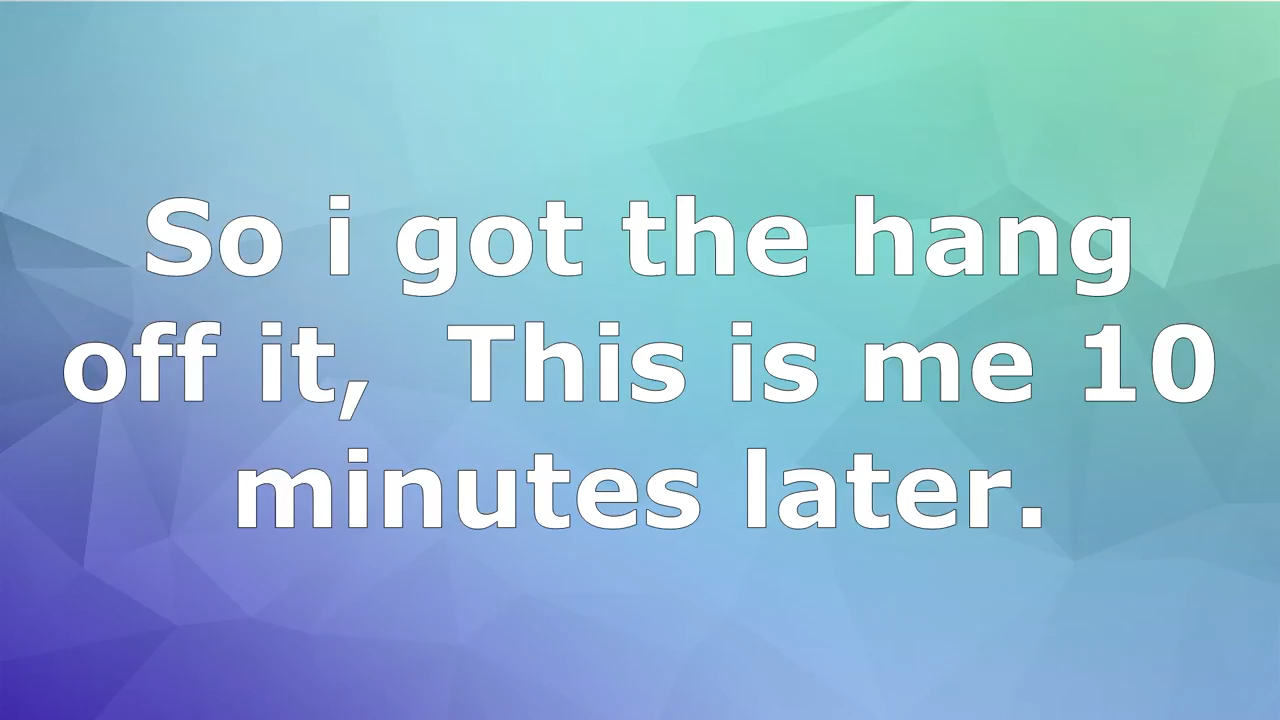 So i got the hang
off it,  This is me 10
minutes later.